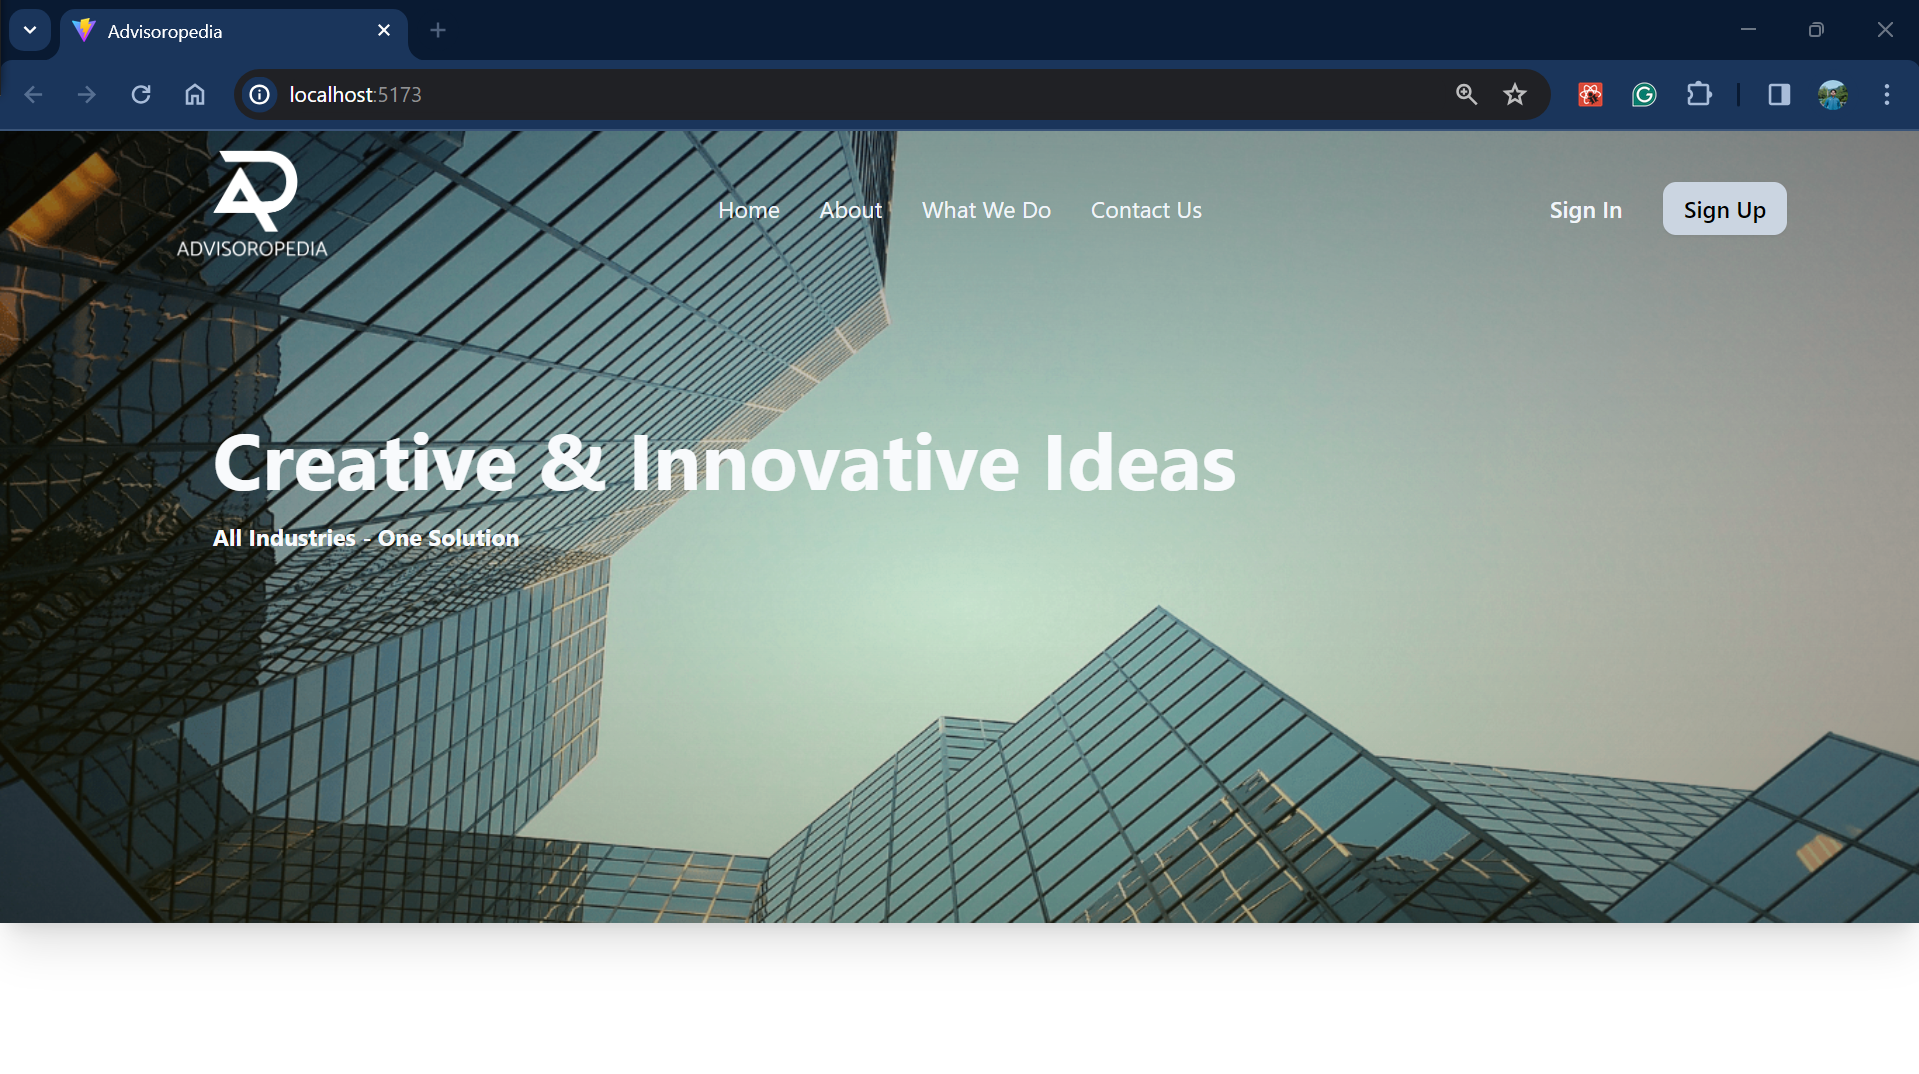 Advisoropedia
localhost:5173
ADVISOROPEDIA
Home About What We Do Contact Us Sign In Sign Up
Creative & Innovative Ideas
All Industries - One Solution